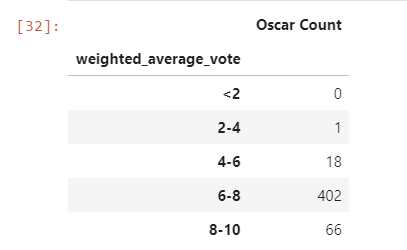 [32]: Oscar Count
weighted_average_vote
<2 0
2-4 1
4-6 18
6-8 402
8-10 66